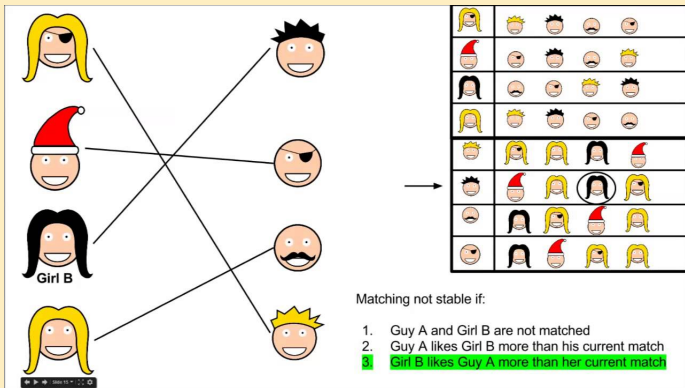 Girl B
Matching not stable if:
1. Guy A and Girl B are not matched
2. Guy A likes Girl B more than his current match
3. Girl B likes Guy A more than her current match